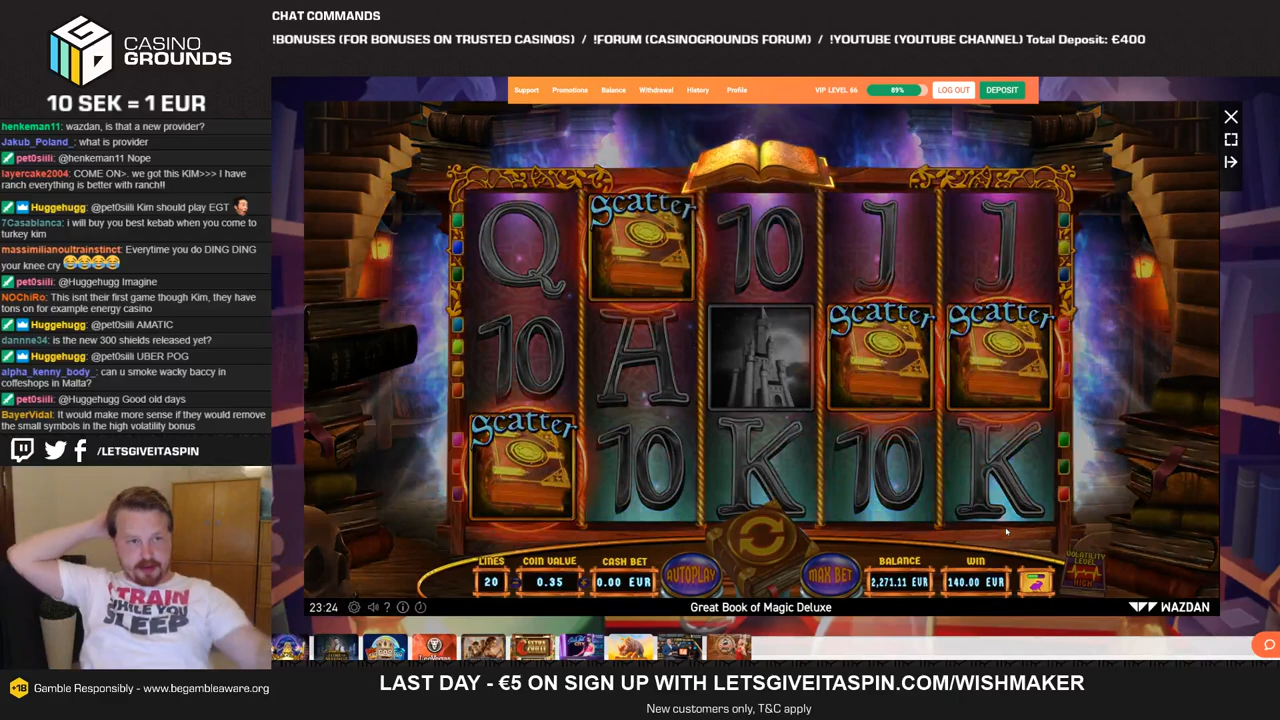 CASINO
GROUNDS
10 SEK = 1 EUR
CHAT COMMANDS
!BONUSES (FOR BONUSES ON TRUSTED CASINOS) / !FORUM (CASINOGROUNDS FORUM) / !YOUTUBE (YOUTUBE CHANNEL) Total Deposit: €400
Support Promotions Balance Withdrawal History Profile VIP LEVEL 66 89% LOG OUT DEPOSIT
henkeman11: wazdan, is that a new provider?
Jakub_Poland_: what is provider
pet0siili: @henkeman11 Nope
layercake2004: COME ON>. we got this KIM>>> I have
ranch everything is better with ranch!!
Huggehugg: @pet0siili Kim should play EGT
7Casablanca: i will buy you best kebab when you come to
turkey kim
massimilianoultrainstinct: Everytime you do DING DING
your knee cry
pet0siili: @Huggehugg Imagine
NOChiRo: This isnt their first game though Kim, they have
tons on for example energy casino
Huggehugg: @pet0siili AMATIC
dannne34: is the new 300 shields released yet?
Huggehugg: @pet0siili UBER POG
alpha_kenny_body_: can u smoke wacky baccy in
coffeshops in Malta?
pet0siili: @Huggehugg Good old days
BayerVidal: It would make more sense if they would remove
the small symbols in the high volatility bonus
/LETSGIVEITASPIN
Q Scatter 10 J J
10 A Scatter Scatter
Scatter 10 K 10 K
LINES COIN VALUE CASH BET AUTOPLAY MAX BET BALANCE WIN VOLATILITY LEVEL HIGH
20 0.35 0.00 EUR 2,271.11 EUR 140.00 EUR
23:24 Great Book of Magic Deluxe WAZDAN
I TRAIN
WHILE YOU
SLEEP
LeoVegas
+18 Gamble Responsibly - www.begambleaware.org
LAST DAY - €5 ON SIGN UP WITH LETSGIVEITASPIN.COM/WISHMAKER
New customers only, T&C apply